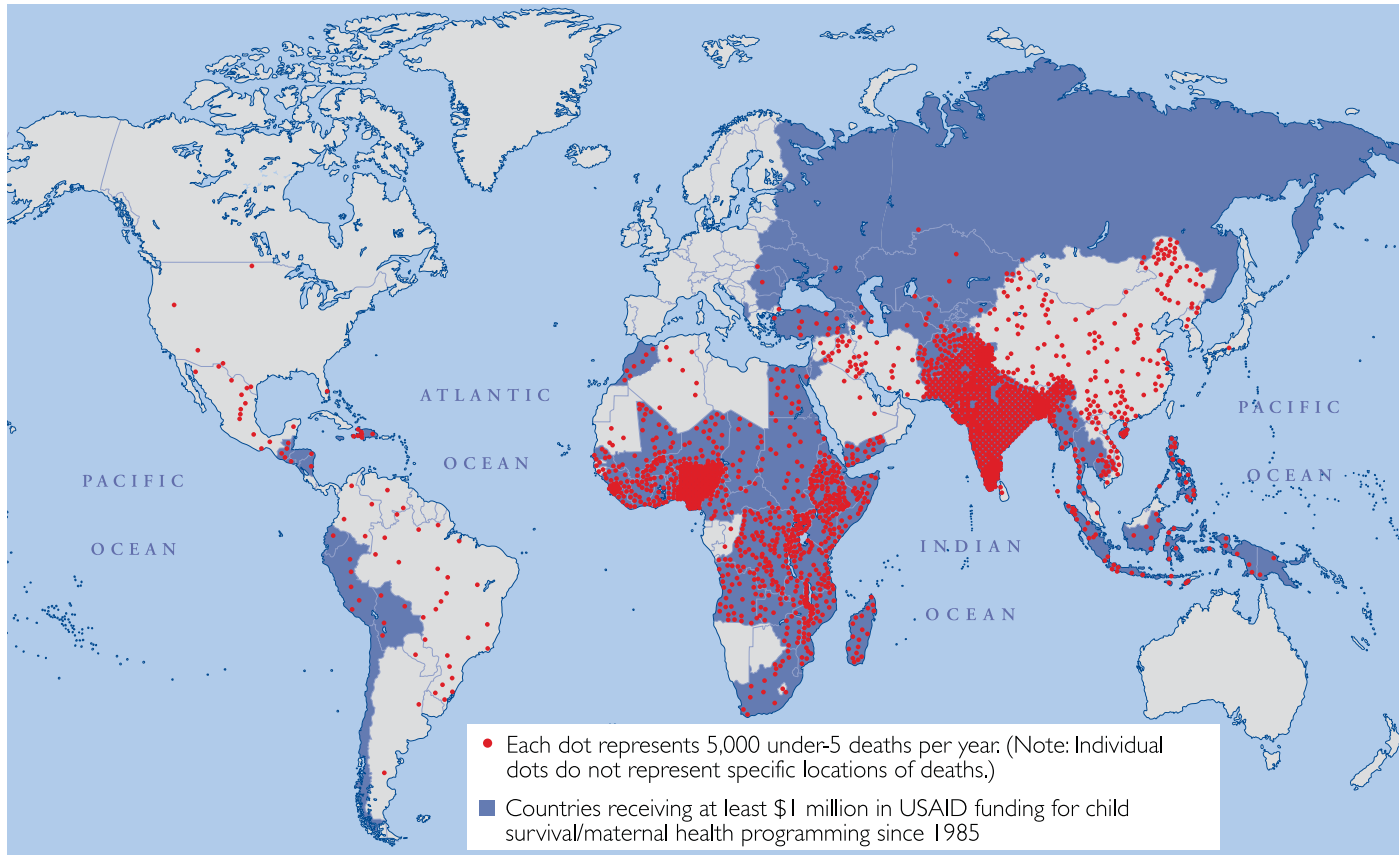 ATLANTIC
OCEAN
PACIFIC
OCEAN
PACIFIC
OCEAN
INDIAN
OCEAN
Each dot represents 5,000 under-5 deaths per year. (Note: Individual
dots do not represent specific locations of deaths.)
Countries receiving at least $1 million in USAID funding for child
survival/maternal health programming since 1985